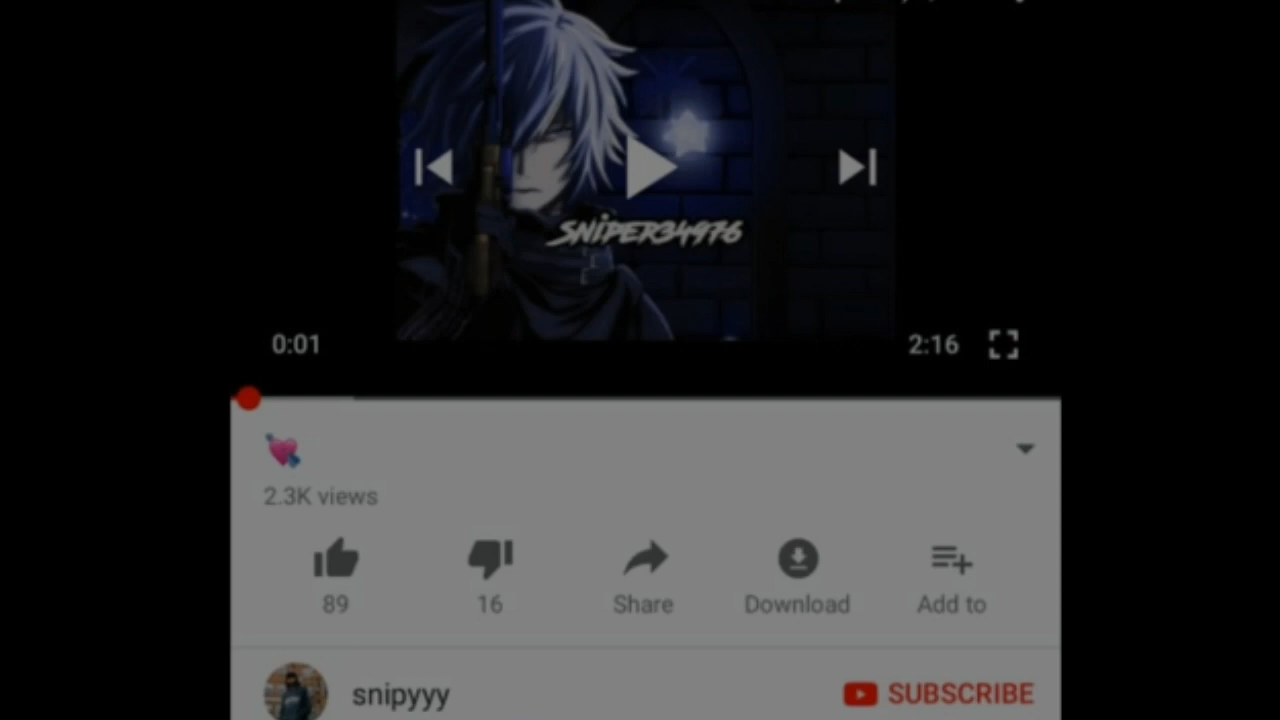 SNIPER34976
0:01
2:16
2.3K views
89
16
Share
Download
Add to
snipyyy
SUBSCRIBE